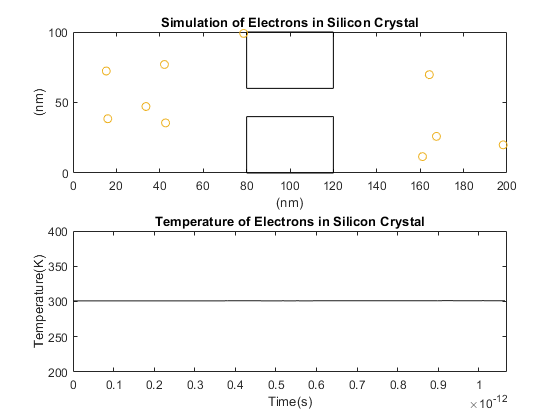 Simulation of Electrons in Silicon Crystal
100
50
0
(nm)
0 20 40 60 80 100 120 140 160 180 200
(nm)
Temperature of Electrons in Silicon Crystal
400
350
300
250
200
Temperature(K)
0 0.1 0.2 0.3 0.4 0.5 0.6 0.7 0.8 0.9 1
Time(s)
×10-12